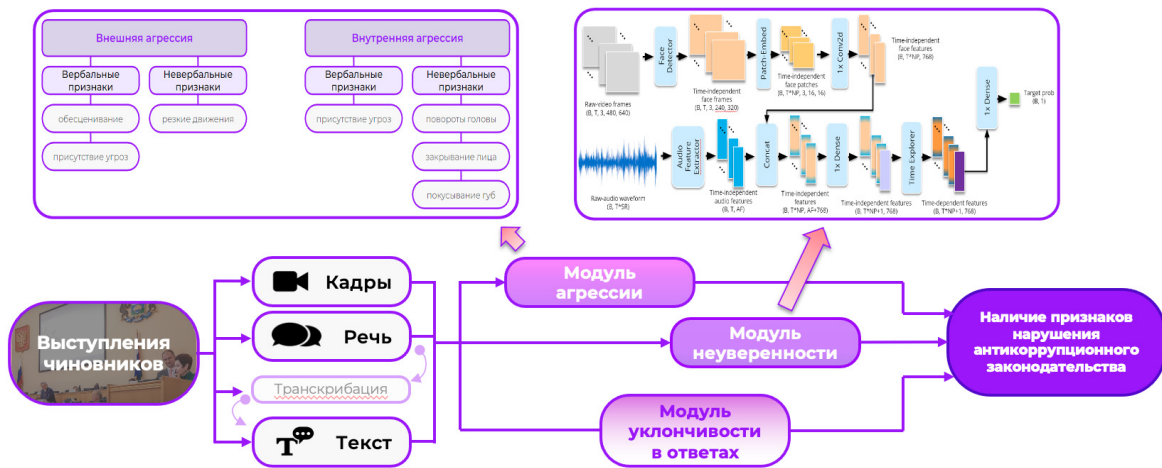 Внешняя агрессия
Вербальные
признаки
обесценивание
присутствие угроз
Невербальные
признаки
резкие движения
Внутренняя агрессия
Вербальные
признаки
присутствие угроз
Невербальные
признаки
повороты головы
закрывание лица
покусывание губ
Raw-video frames
(B, T, 3, 480, 640)
Face
Detector
Time-independent
face frames
(B, T, 3, 240, 320)
Patch-Embed
Time-independent
face patches
(B, T*NP, 3, 16, 16)
1x Conv2d
Time-independent
face features
(B, T*NP, 768)
Raw-audio waveform
(B, T*SR)
Audio
Feature
Extractor
Time-independent
audio features
(B, T, AF)
Concat
Time-independent
features
(B, T*NP, AF+768)
1x Dense
Time-independent features
(B, T*NP+1, 768)
Time Explorer
Time-dependent features
(B, T*NP+1, 768)
1x Dense
Target prob
(B, 1)
Выступления
чиновников
Кадры
Речь
Транскрибация
Текст
Модуль
агрессии
Модуль
неуверенности
Модуль
уклончивости
в ответах
Наличие признаков
нарушения
антикоррупционного
законодательства